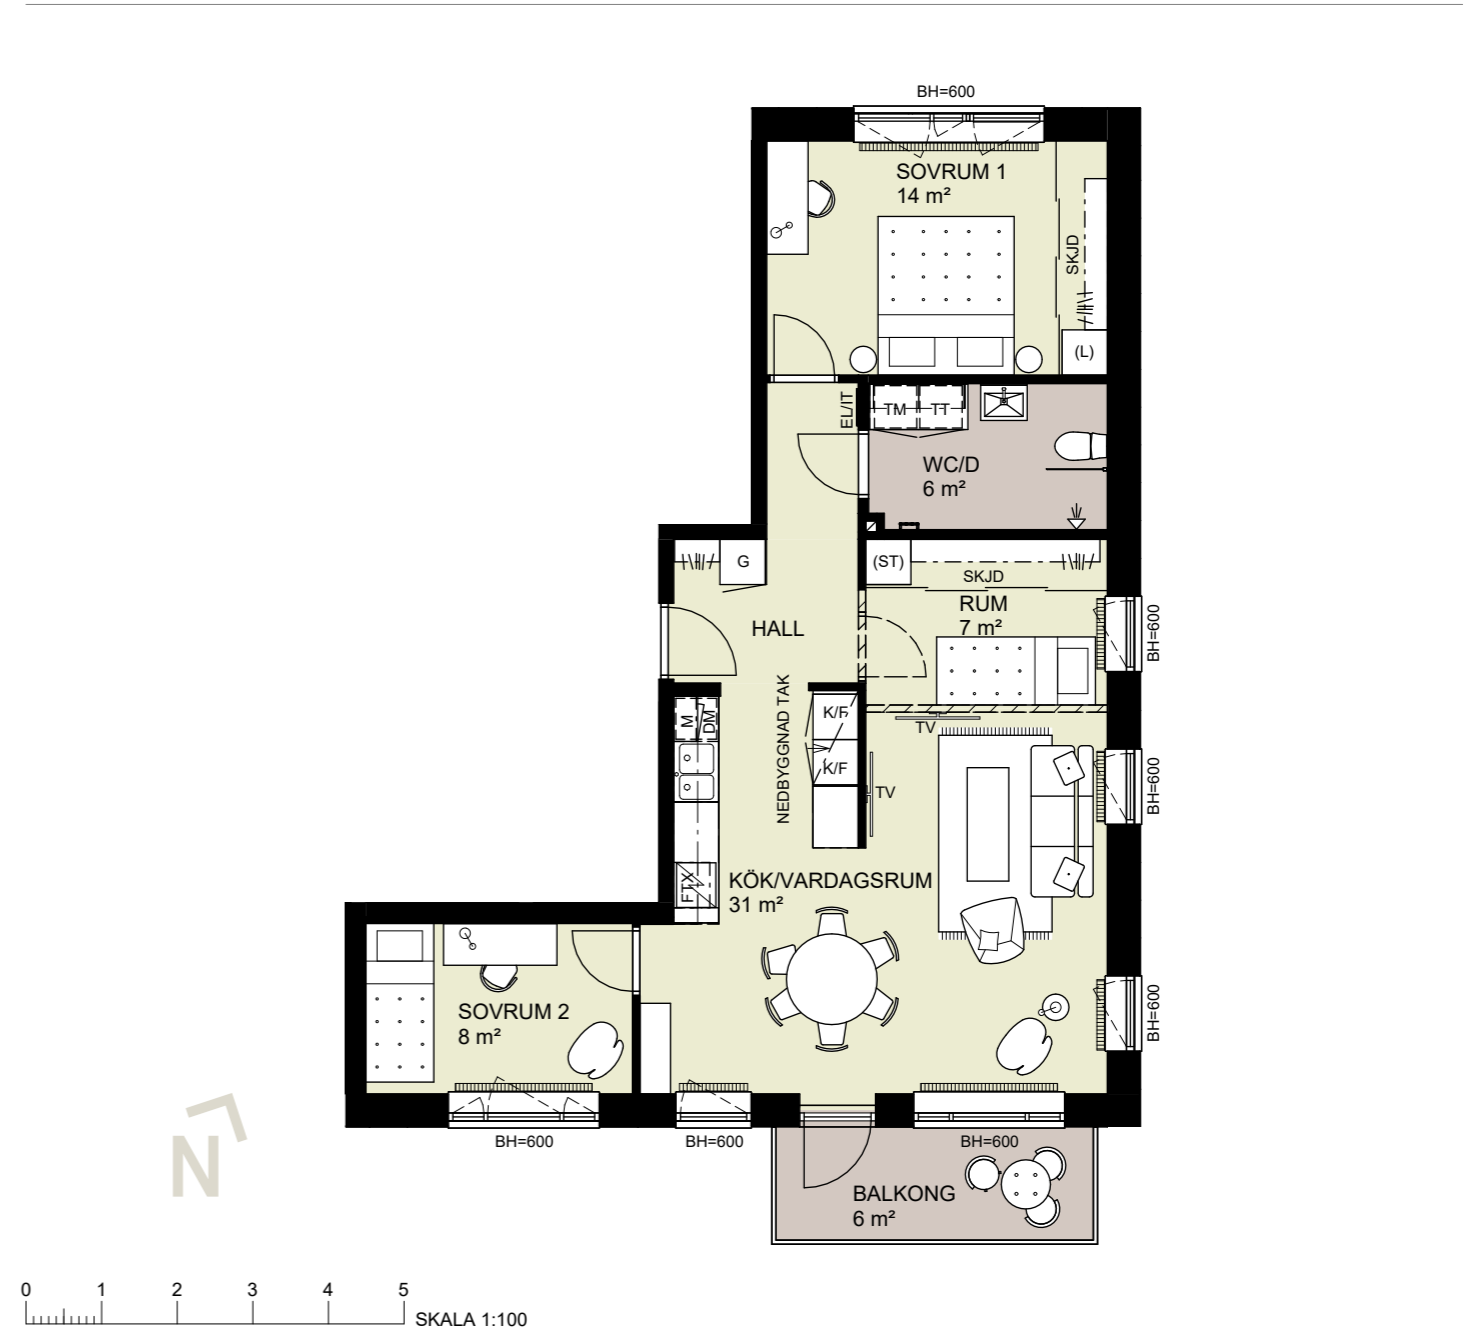 BH=600
SOVRUM 1
14 m²
SKJD
(L)
EL/IT
TM
TT
WC/D
6 m²
G
(ST)
SKJD
RUM
7 m²
BH=600
HALL
NEDBYGGNAD TAK
M
DM
K/F
K/F
TV
TV
BH=600
FTX
KÖK/VARDAGSRUM
31 m²
SOVRUM 2
8 m²
BH=600
BH=600
BH=600
BH=600
BALKONG
6 m²
N
0 1 2 3 4 5
SKALA 1:100